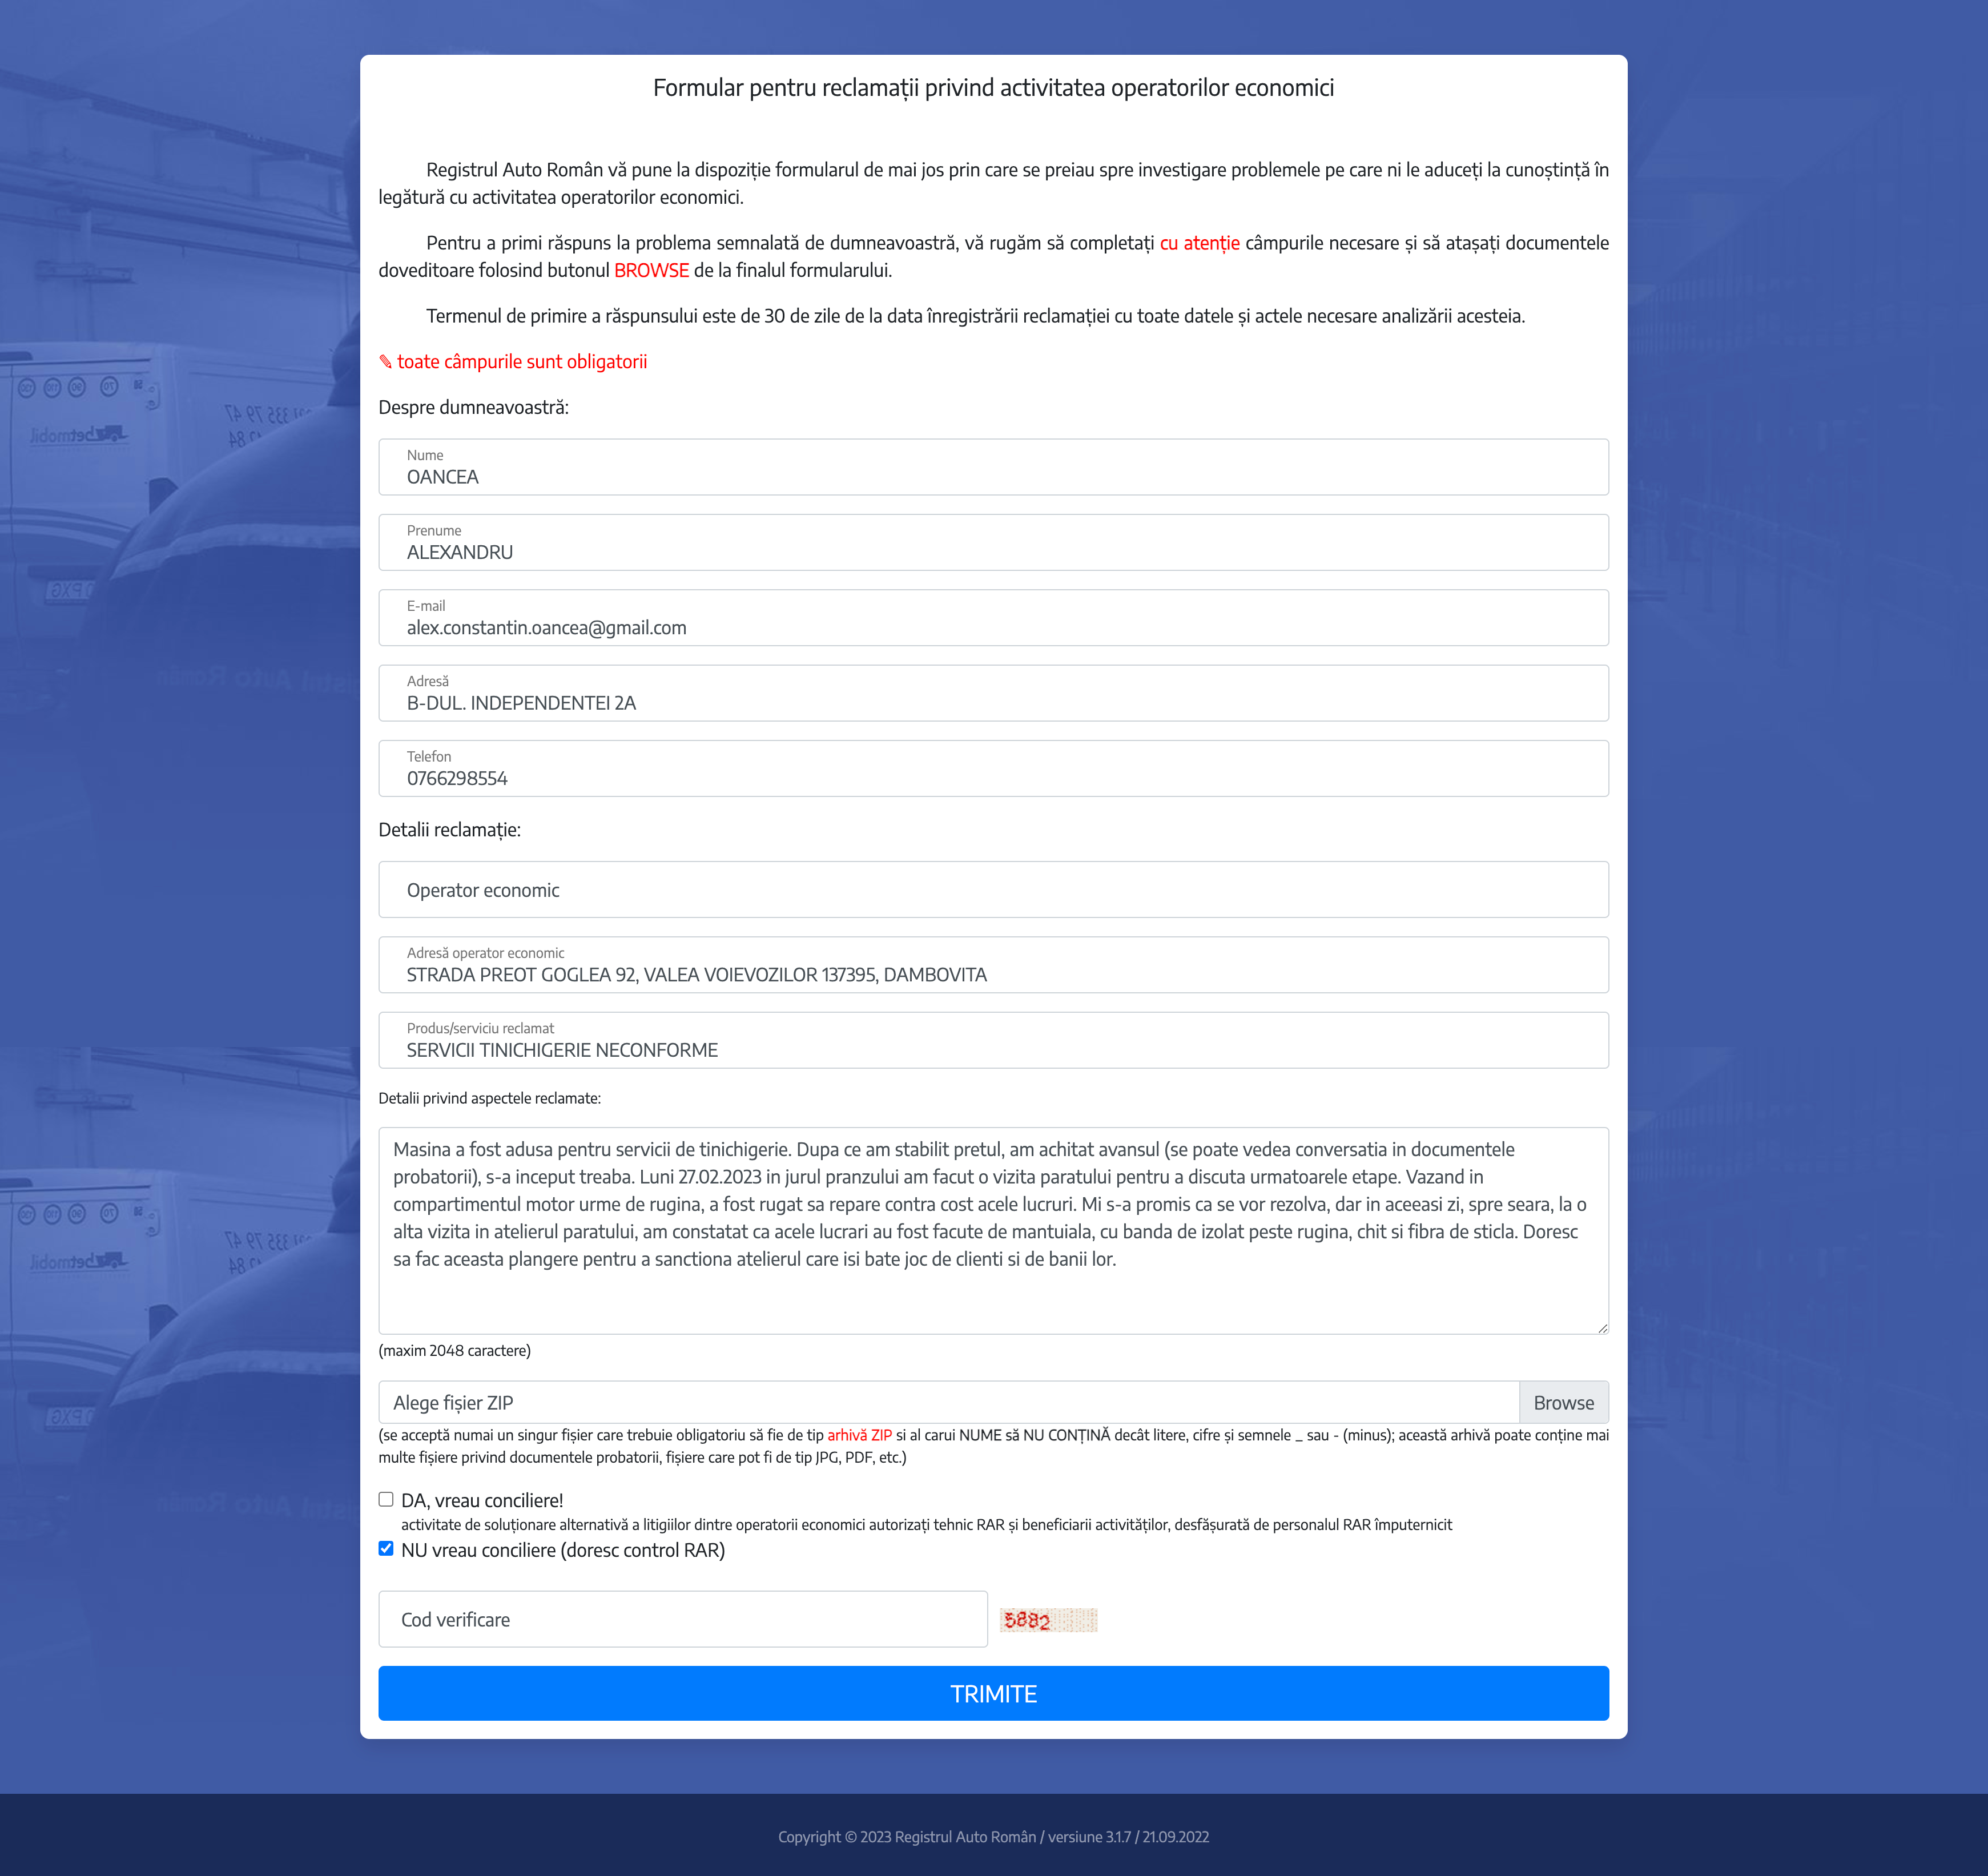 Formular pentru reclamații privind activitatea operatorilor economici
Registrul Auto Român vă pune la dispoziție formularul de mai jos prin care se preiau spre investigare problemele pe care ni le aduceți la cunoștință în
legătură cu activitatea operatorilor economici.
Pentru a primi răspuns la problema semnalată de dumneavoastră, vă rugăm să completați cu atenție câmpurile necesare și să atașați documentele
doveditoare folosind butonul BROWSE de la finalul formularului.
Termenul de primire a răspunsului este de 30 de zile de la data înregistrării reclamației cu toate datele și actele necesare analizării acesteia.
✎ toate câmpurile sunt obligatorii
Despre dumneavoastră:
Nume
OANCEA
Prenume
ALEXANDRU
E-mail
alex.constantin.oancea@gmail.com
Adresă
B-DUL. INDEPENDENTEI 2A
Telefon
0766298554
Detalii reclamație:
Operator economic
Adresă operator economic
STRADA PREOT GOGLEA 92, VALEA VOIEVOZILOR 137395, DAMBOVITA
Produs/serviciu reclamat
SERVICII TINICHIGERIE NECONFORME
Detalii privind aspectele reclamate:
Masina a fost adusa pentru servicii de tinichigerie. Dupa ce am stabilit pretul, am achitat avansul (se poate vedea conversatia in documentele
probatorii), s-a inceput treaba. Luni 27.02.2023 in jurul pranzului am facut o vizita paratului pentru a discuta urmatoarele etape. Vazand in
compartimentul motor urme de rugina, a fost rugat sa repare contra cost acele lucruri. Mi s-a promis ca se vor rezolva, dar in aceeasi zi, spre seara, la o
alta vizita in atelierul paratului, am constatat ca acele lucrari au fost facute de mantuiala, cu banda de izolat peste rugina, chit si fibra de sticla. Doresc
sa fac aceasta plangere pentru a sanctiona atelierul care isi bate joc de clienti si de banii lor.
(maxim 2048 caractere)
Alege fișier ZIP
Browse
(se acceptă numai un singur fișier care trebuie obligatoriu să fie de tip arhivă ZIP si al carui NUME să NU CONȚINĂ decât litere, cifre și semnele _ sau - (minus); această arhivă poate conține mai
multe fișiere privind documentele probatorii, fișiere care pot fi de tip JPG, PDF, etc.)
DA, vreau conciliere!
activitate de soluționare alternativă a litigiilor dintre operatorii economici autorizați tehnic RAR și beneficiarii activităților, desfășurată de personalul RAR împuternicit
NU vreau conciliere (doresc control RAR)
Cod verificare
5882
TRIMITE
Copyright © 2023 Registrul Auto Român / versiune 3.1.7 / 21.09.2022